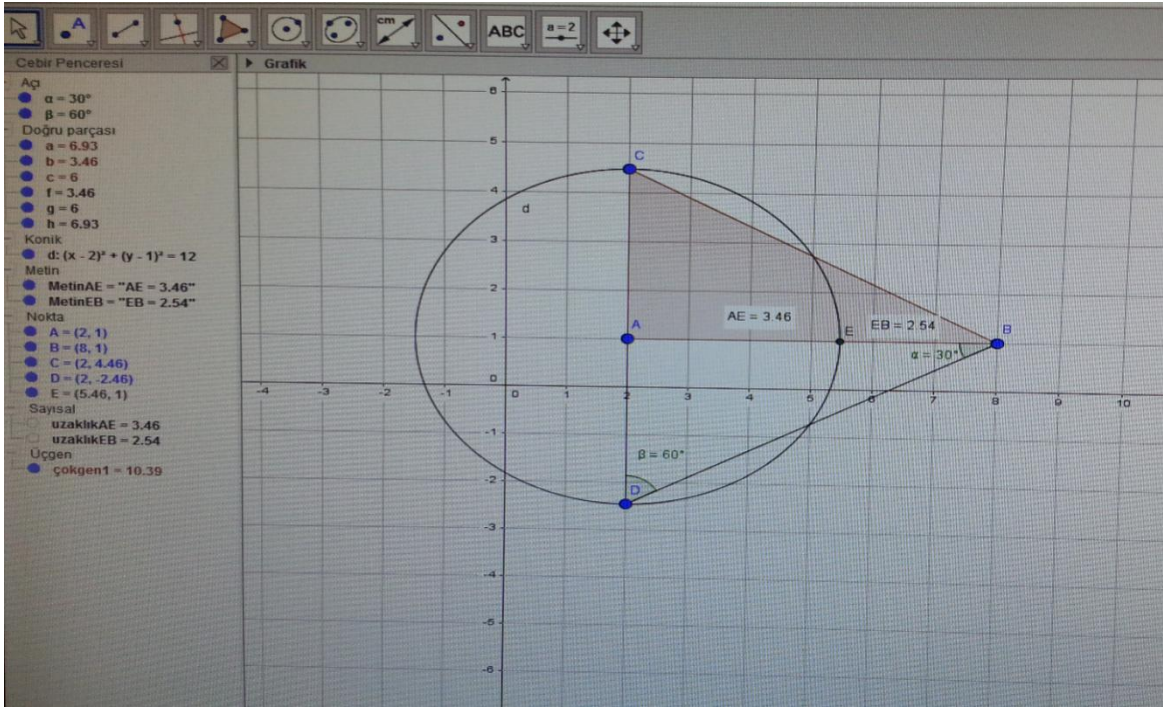 A
cm
ABC
a=2
Cebir Penceresi
Grafik
Açı
α = 30°
β = 60°
Doğru parçası
a = 6.93
b = 3.46
c = 6
f = 3.46
g = 6
h = 6.93
Konik
d: (x - 2)² + (y - 1)² = 12
Metin
MetinAE = "AE = 3.46"
MetinEB = "EB = 2.54"
Nokta
A = (2, 1)
B = (8, 1)
C = (2, 4.46)
D = (2, -2.46)
E = (5.46, 1)
Sayısal
uzaklıkAE = 3.46
uzaklıkEB = 2.54
Üçgen
çokgen1 = 10.39
6
5
C
4
d
3
2
AE = 3.46
EB = 2.54
A
E
B
1
α = 30°
0
-4 -3 -2 -1 0 1 2 3 4 5 6 7 8 9 10
-1
β = 60°
-2
D
-3
-4
-5
-6